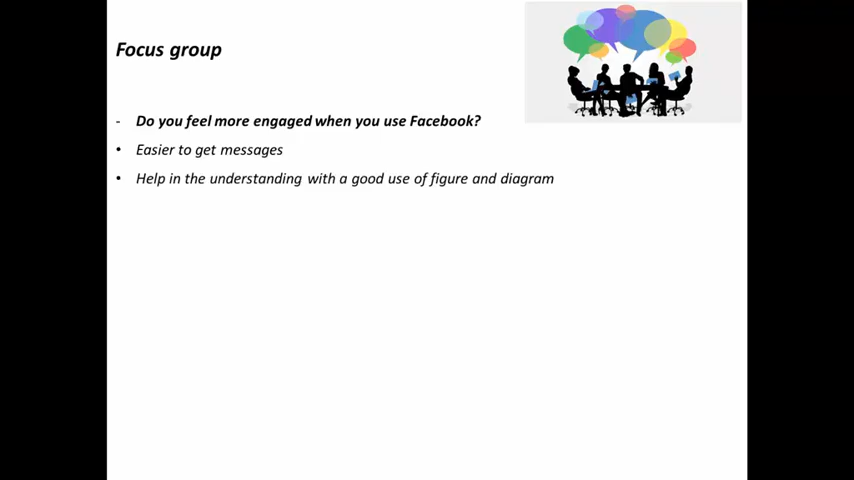 Focus group
- Do you feel more engaged when you use Facebook?
• Easier to get messages
• Help in the understanding with a good use of figure and diagram